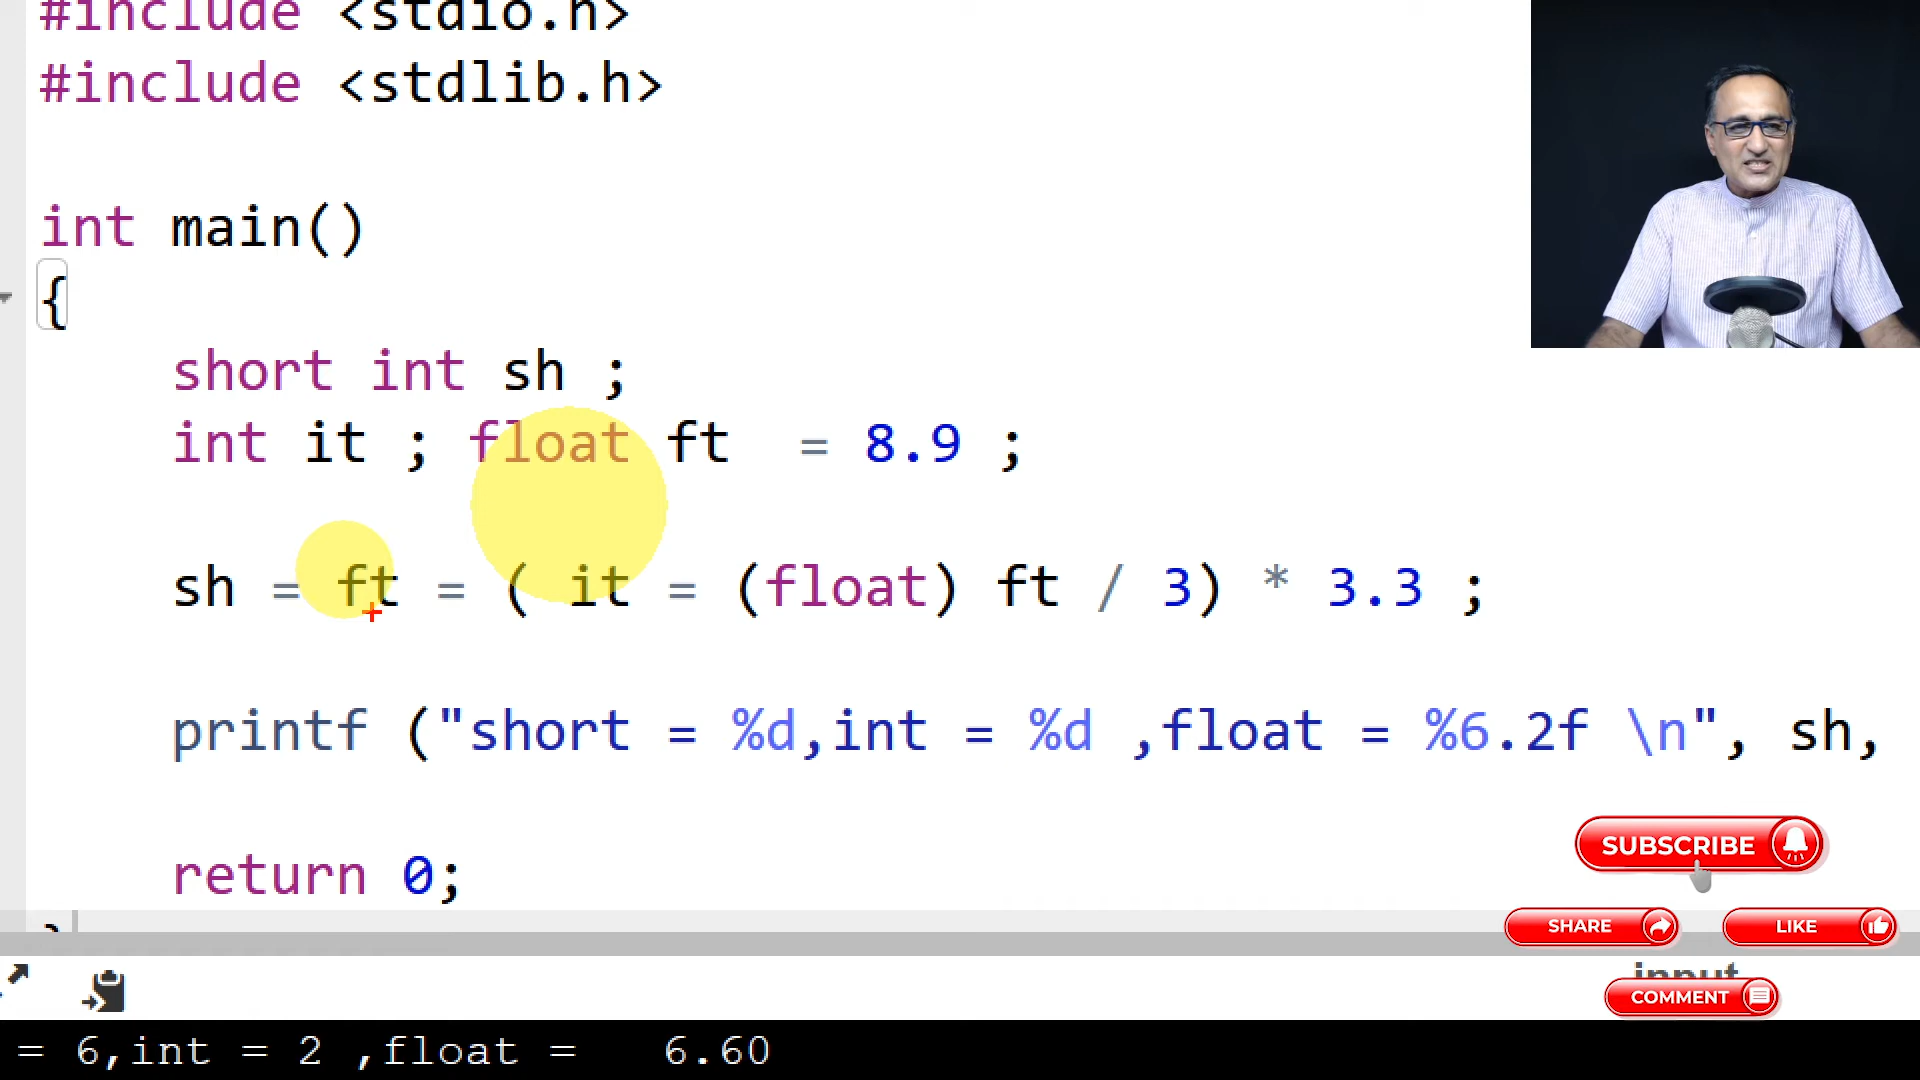 #include <stdio.h>
#include <stdlib.h>
int main()
{
short int sh ;
int it ; float ft = 8.9 ;
sh = ft = ( it = (float) ft / 3) * 3.3 ;
printf ("short = %d,int = %d ,float = %6.2f \n", sh,
return 0;
SUBSCRIBE
SHARE
LIKE
input
COMMENT
= 6,int = 2 ,float = 6.60